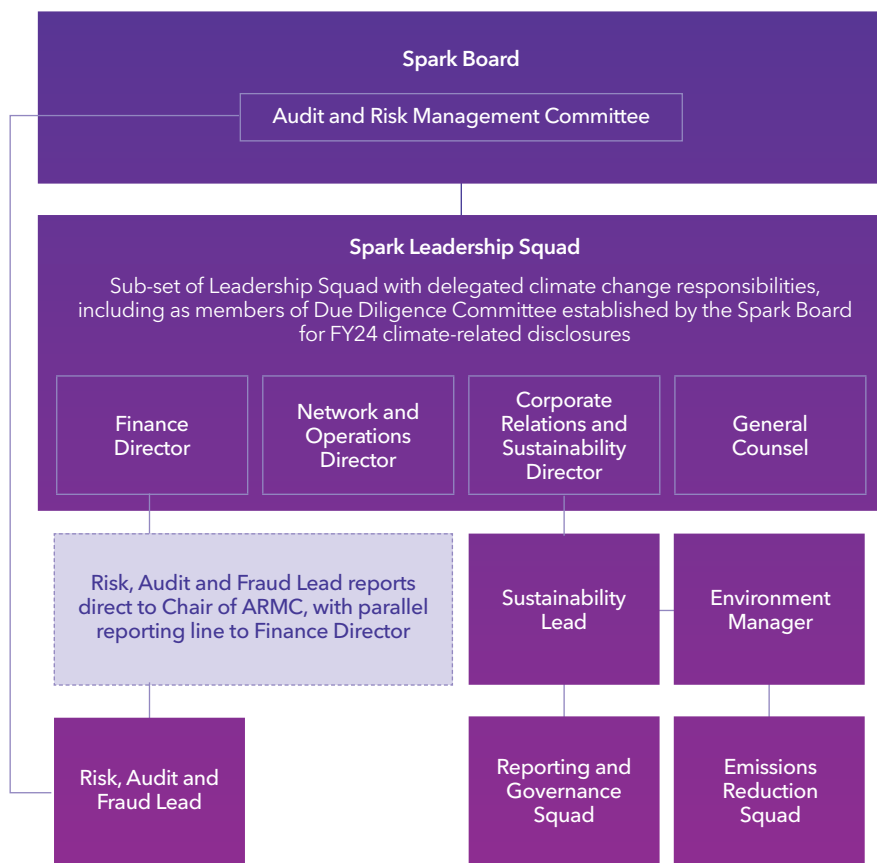 Spark Board
Audit and Risk Management Committee
Spark Leadership Squad
Sub-set of Leadership Squad with delegated climate change responsibilities,
including as members of Due Diligence Committee established by the Spark Board
for FY24 climate-related disclosures
Finance
Director
Network and
Operations
Director
Corporate
Relations and
Sustainability
Director
General
Counsel
Risk, Audit and Fraud Lead reports
direct to Chair of ARMC, with parallel
reporting line to Finance Director
Sustainability
Lead
Environment
Manager
Risk, Audit and
Fraud Lead
Reporting and
Governance
Squad
Emissions
Reduction
Squad